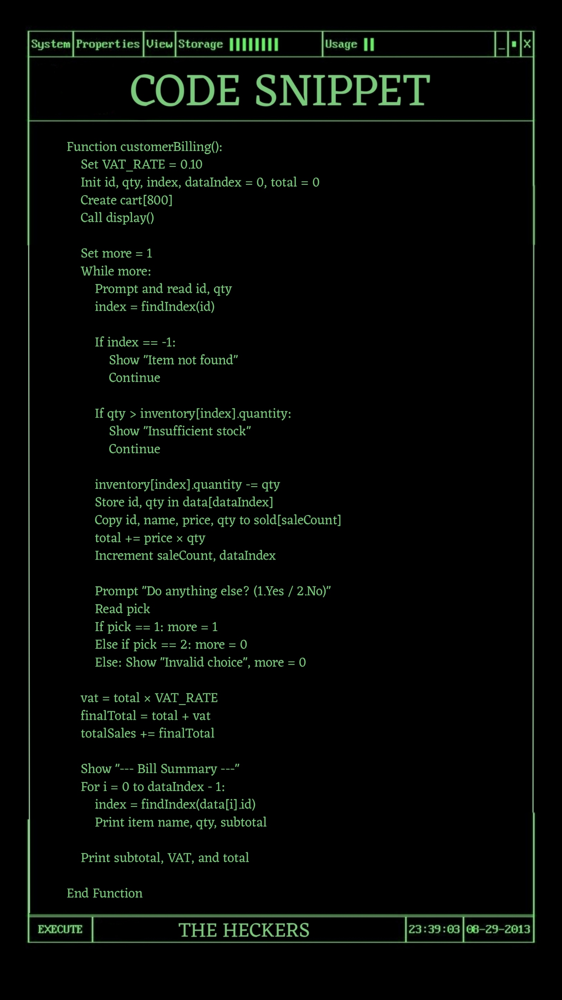 System Properties View Storage Usage _ X
CODE SNIPPET
Function customerBilling():
Set VAT_RATE = 0.10
Init id, qty, index, dataIndex = 0, total = 0
Create cart[800]
Call display()
Set more = 1
While more:
Prompt and read id, qty
index = findIndex(id)
If index == -1:
Show "Item not found"
Continue
If qty > inventory[index].quantity:
Show "Insufficient stock"
Continue
inventory[index].quantity -= qty
Store id, qty in data[dataIndex]
Copy id, name, price, qty to sold[saleCount]
total += price × qty
Increment saleCount, dataIndex
Prompt "Do anything else? (1.Yes / 2.No)"
Read pick
If pick == 1: more = 1
Else if pick == 2: more = 0
Else: Show "Invalid choice", more = 0
vat = total × VAT_RATE
finalTotal = total + vat
totalSales += finalTotal
Show "--- Bill Summary ---"
For i = 0 to dataIndex - 1:
index = findIndex(data[i].id)
Print item name, qty, subtotal
Print subtotal, VAT, and total
End Function
EXECUTE THE HECKERS 23:39:03 08-29-2013